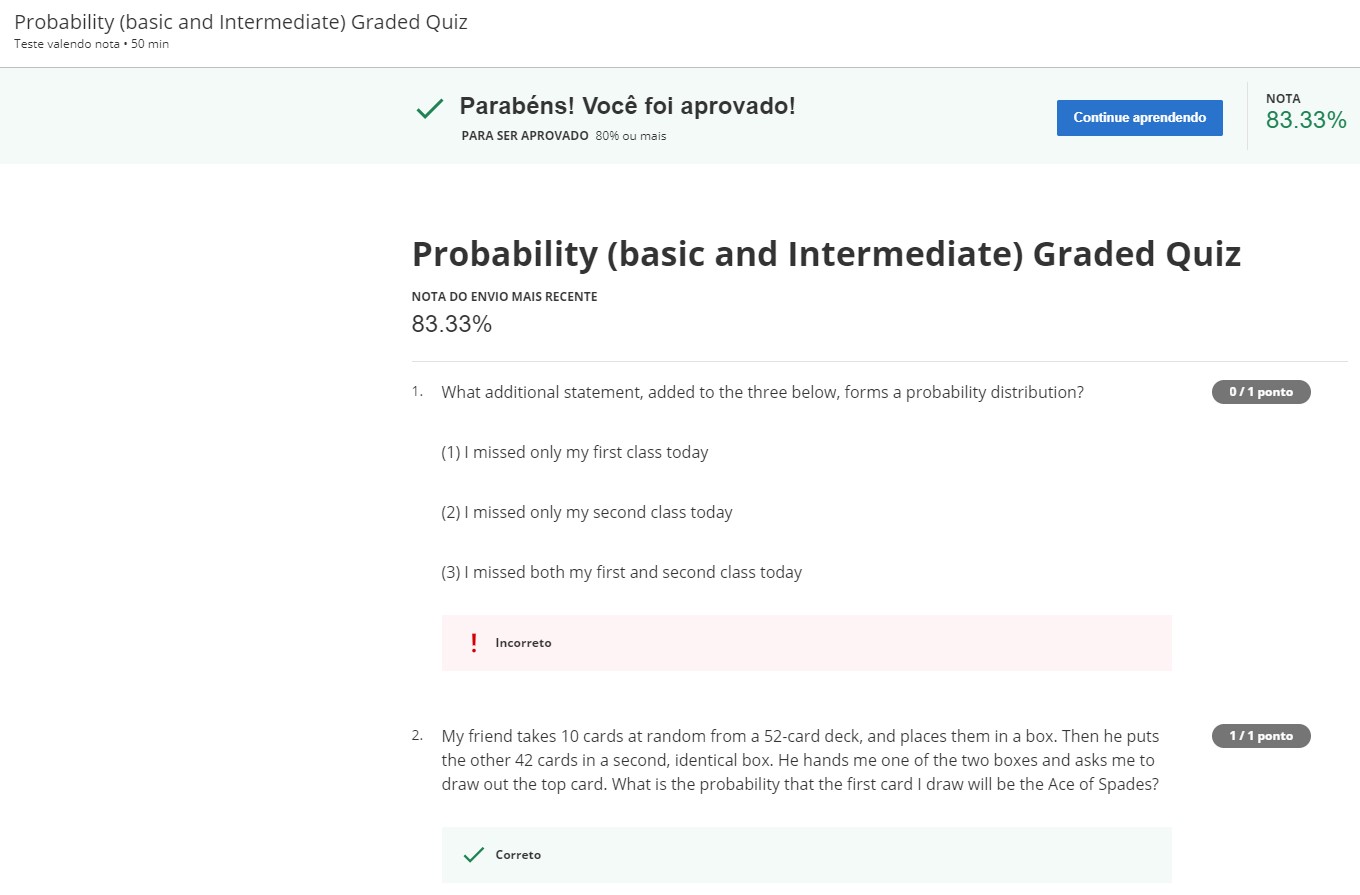 Probability (basic and Intermediate) Graded Quiz
Teste valendo nota • 50 min
Parabéns! Você foi aprovado!
PARA SER APROVADO 80% ou mais
Continue aprendendo
NOTA
83.33%
Probability (basic and Intermediate) Graded Quiz
NOTA DO ENVIO MAIS RECENTE
83.33%
1. What additional statement, added to the three below, forms a probability distribution?
0 / 1 ponto
(1) I missed only my first class today
(2) I missed only my second class today
(3) I missed both my first and second class today
! Incorreto
2. My friend takes 10 cards at random from a 52-card deck, and places them in a box. Then he puts
1 / 1 ponto
the other 42 cards in a second, identical box. He hands me one of the two boxes and asks me to
draw out the top card. What is the probability that the first card I draw will be the Ace of Spades?
Correto